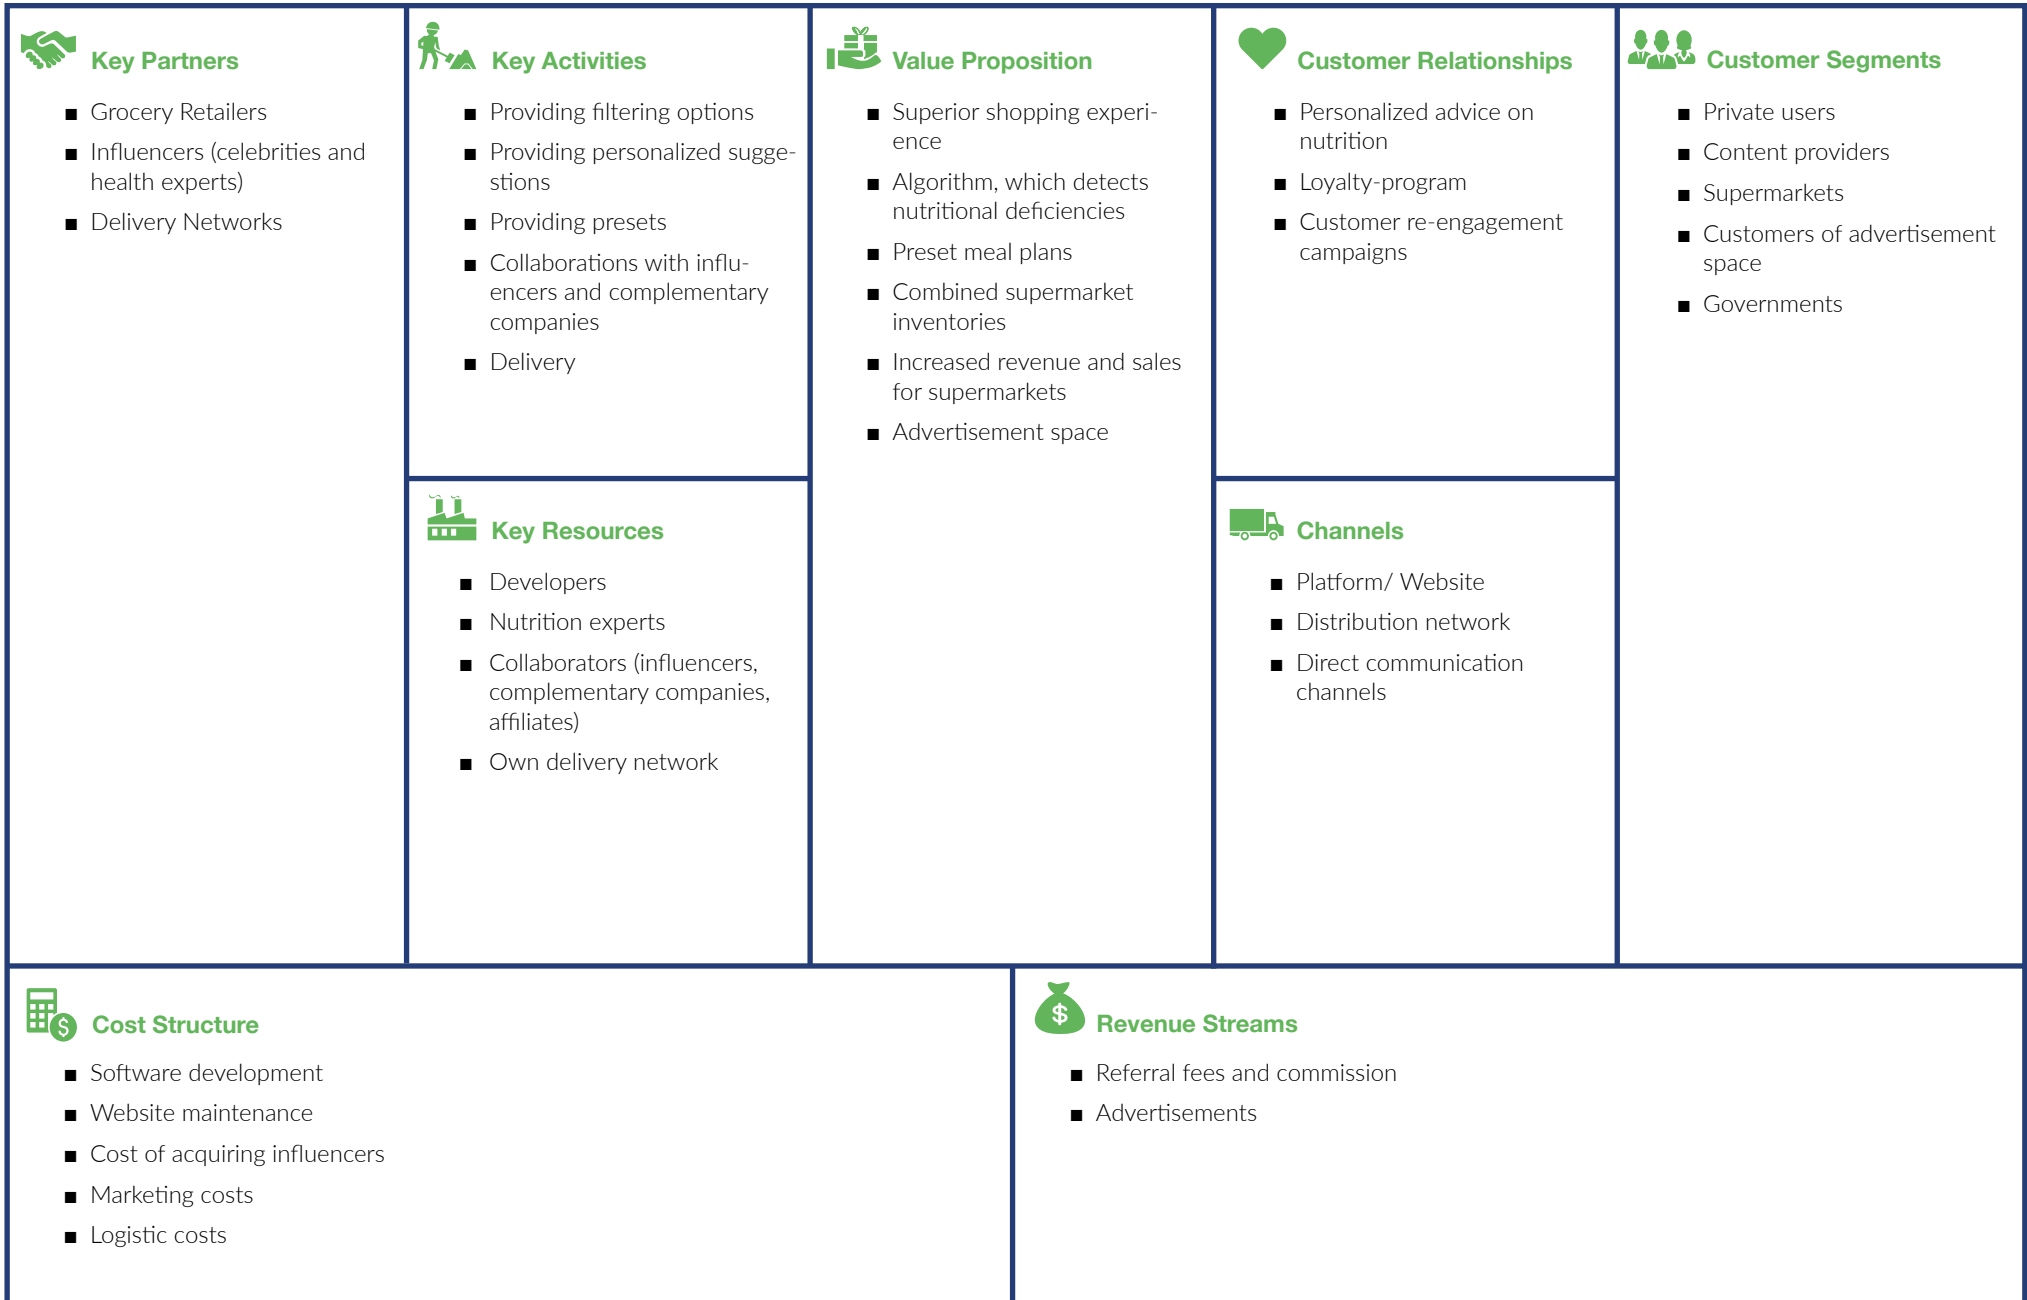 Key Partners
Grocery Retailers
Influencers (celebrities and
health experts)
Delivery Networks
Key Activities
Providing filtering options
Providing personalized sugge-
stions
Providing presets
Collaborations with influ-
encers and complementary
companies
Delivery
Key Resources
Developers
Nutrition experts
Collaborators (influencers,
complementary companies,
affiliates)
Own delivery network
Value Proposition
Superior shopping experi-
ence
Algorithm, which detects
nutritional deficiencies
Preset meal plans
Combined supermarket
inventories
Increased revenue and sales
for supermarkets
Advertisement space
Customer Relationships
Personalized advice on
nutrition
Loyalty-program
Customer re-engagement
campaigns
Channels
Platform/ Website
Distribution network
Direct communication
channels
Customer Segments
Private users
Content providers
Supermarkets
Customers of advertisement
space
Governments
$
Cost Structure
Software development
Website maintenance
Cost of acquiring influencers
Marketing costs
Logistic costs
$
Revenue Streams
Referral fees and commission
Advertisements